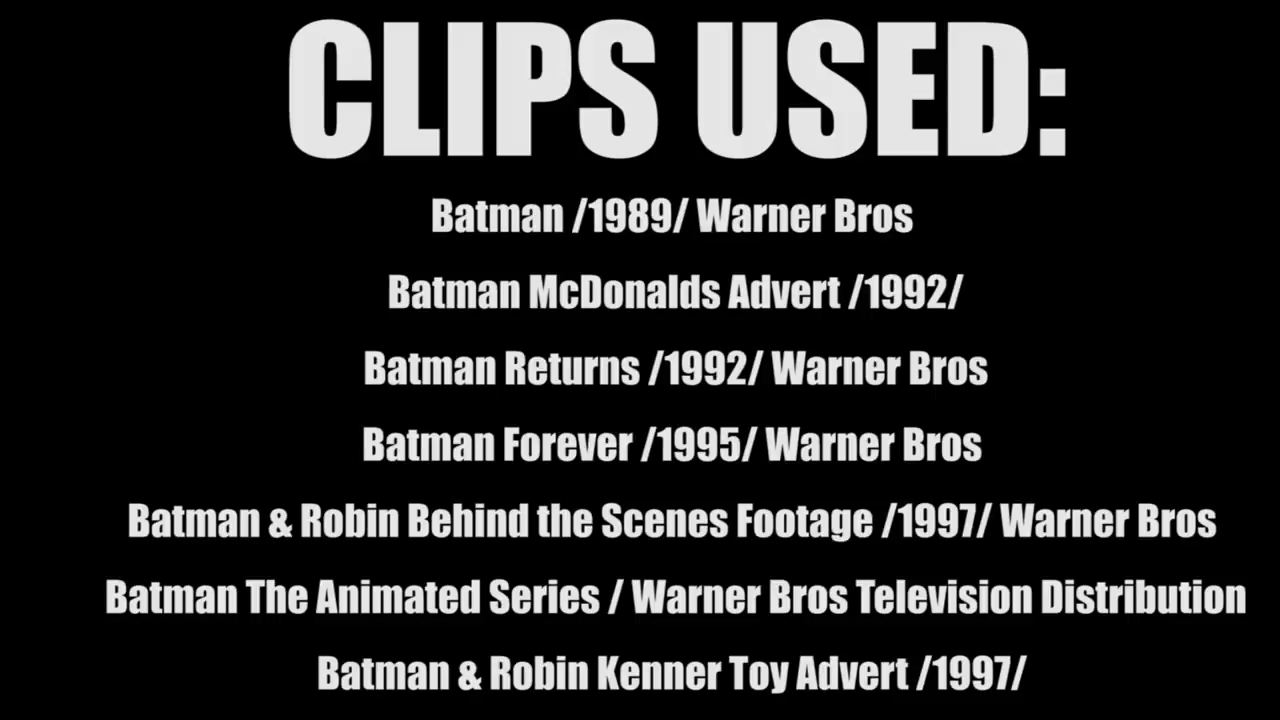 CLIPS USED:
Batman /1989/ Warner Bros
Batman McDonalds Advert /1992/
Batman Returns /1992/ Warner Bros
Batman Forever /1995/ Warner Bros
Batman & Robin Behind the Scenes Footage /1997/ Warner Bros
Batman The Animated Series / Warner Bros Television Distribution
Batman & Robin Kenner Toy Advert /1997/